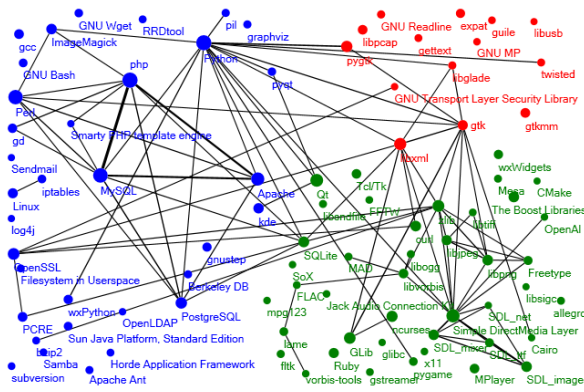 GNU Wget
RRDtool
pil
graphviz
GNU Readline
expat
guile
libusb
ImageMagick
libpcap
gettext
GNU MP
gcc
php
Python
pygtk
twisted
GNU Bash
pyqt
libglade
Perl
GNU Transport Layer Security Library
gtk
gtkmm
gd
Smarty PHP template engine
libxml
Sendmail
wxWidgets
iptables
MySQL
Apache
Qt
Tcl/Tk
Mesa
CMake
Linux
libsndfile
FFTW
The Boost Libraries
kde
zlib
libtiff
OpenAl
log4j
curl
SQLite
gnustep
libjpeg
OpenSSL
SoX
MAD
libogg
libpng
Freetype
Filesystem in Userspace
Berkeley DB
libvorbis
FLAC
libsigc
wxPython
PostgreSQL
mpg123
Jack Audio Connection K
SDL_net
allegro
PCRE
OpenLDAP
ncurses
Simple DirectMedia Layer
Sun Java Platform, Standard Edition
lame
GLib
glibc
SDL_mixer
SDL_ttf
Cairo
bzip2
Samba
Horde Application Framework
fltk
Ruby
x11
pygame
SDL_image
subversion
Apache Ant
vorbis-tools
gstreamer
MPlayer